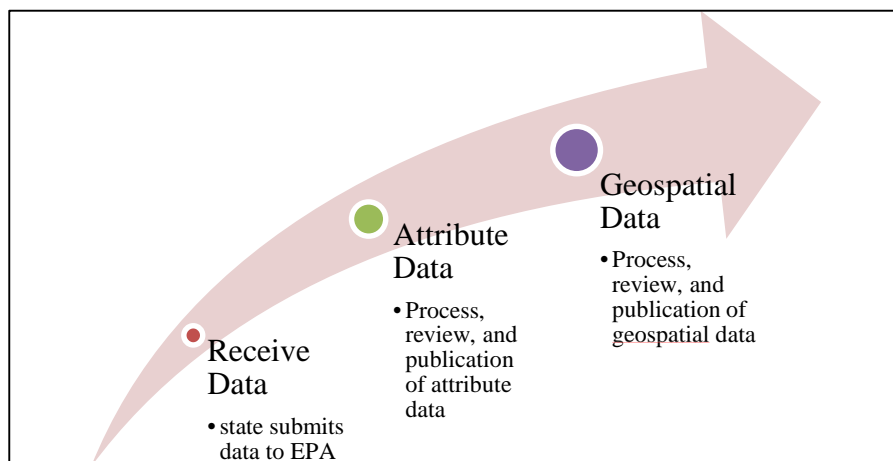 Receive
Data
• state submits
data to EPA
Attribute
Data
• Process,
review, and
publication
of attribute
data
Geospatial
Data
• Process,
review, and
publication of
geospatial data